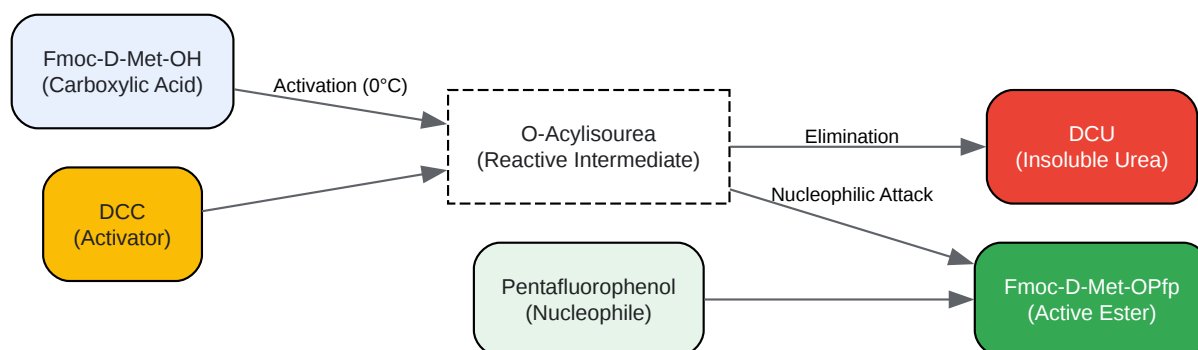 Fmoc-D-Met-OH
(Carboxylic Acid)
Activation (0°C)
DCC
(Activator)
O-Acylisourea
(Reactive Intermediate)
Elimination
DCU
(Insoluble Urea)
Nucleophilic Attack
Pentafluorophenol
(Nucleophile)
Fmoc-D-Met-OPfp
(Active Ester)